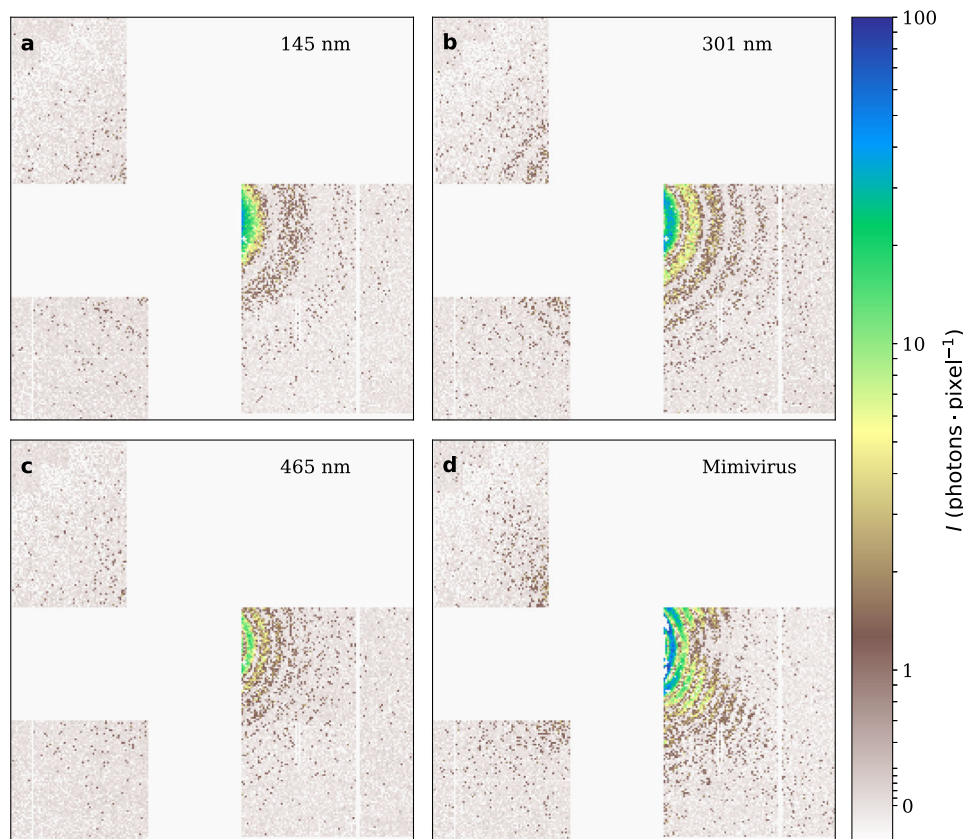 a
145 nm
b
301 nm
c
465 nm
d
Mimivirus
100
10
1
0
I (photons · pixel⁻¹)